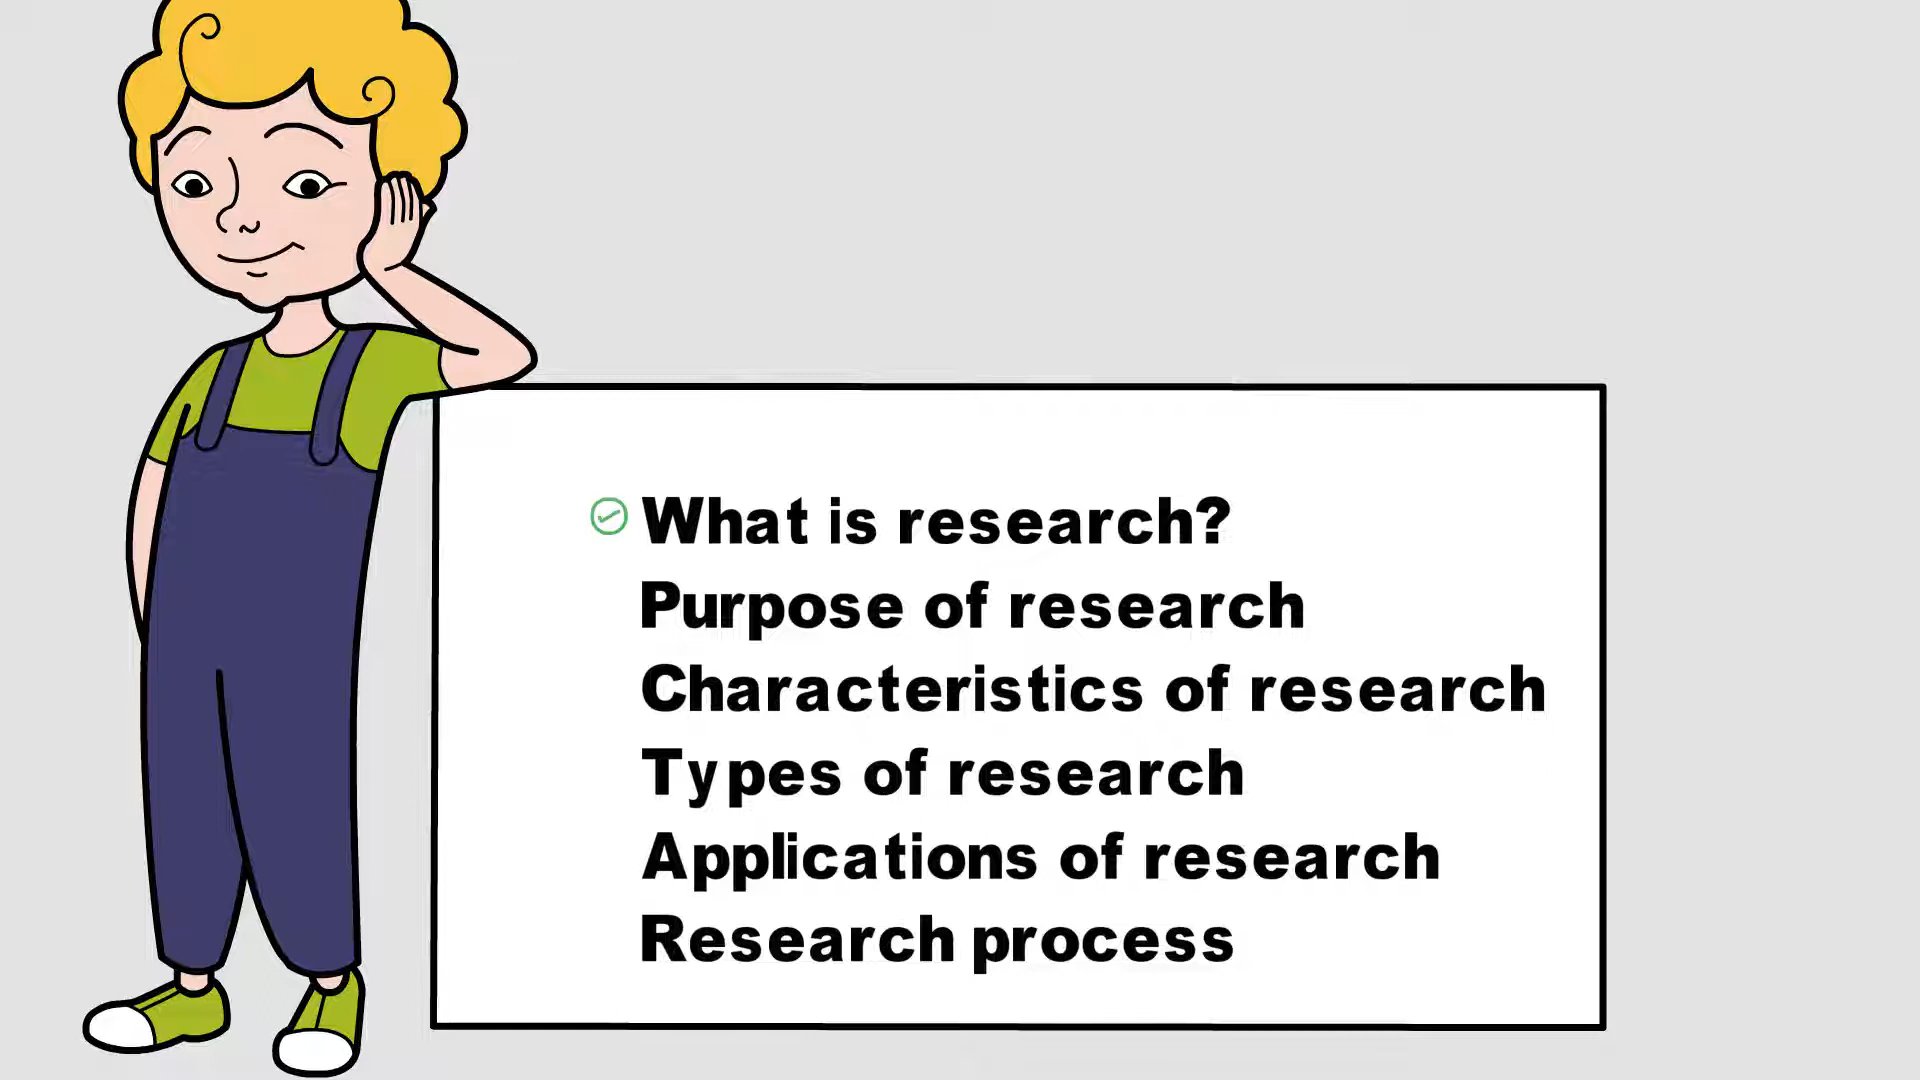 What is research?
Purpose of research
Characteristics of research
Types of research
Applications of research
Research process